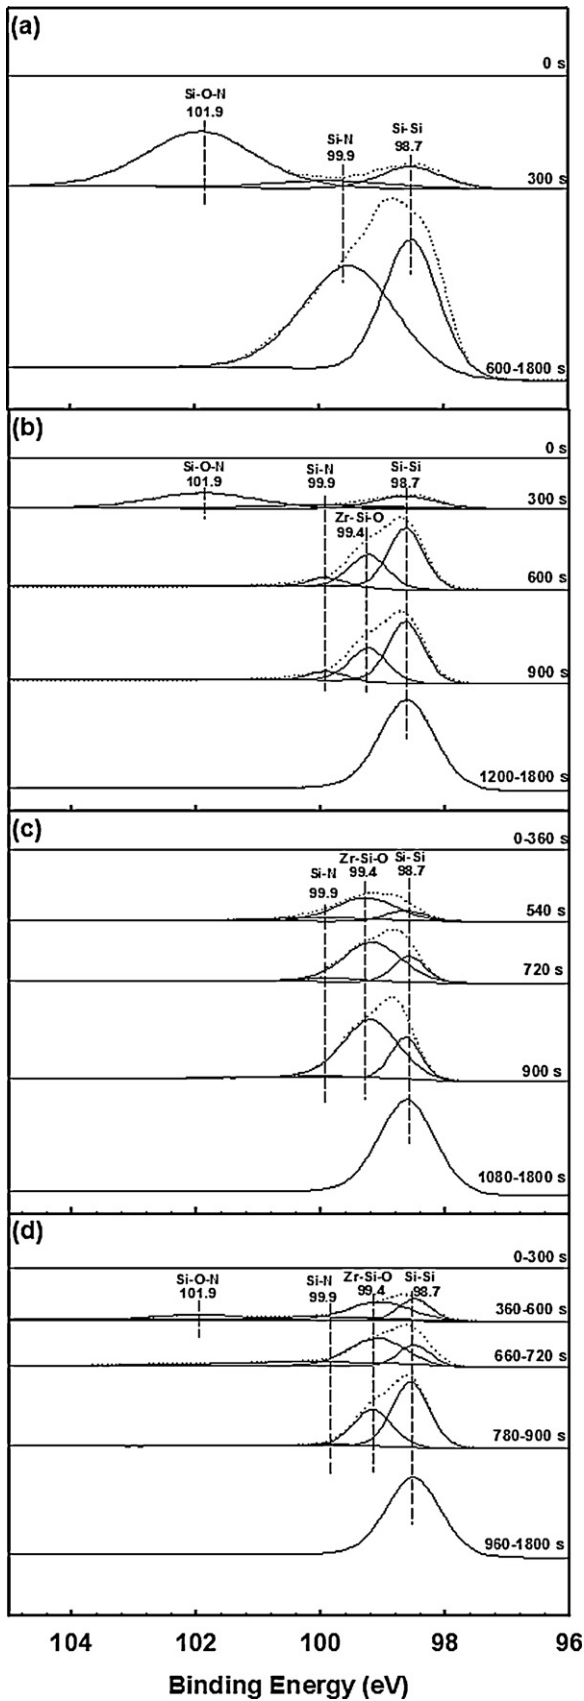 (a)
0 s
Si-O-N
101.9
Si-N
99.9
Si-Si
98.7
300 s
600-1800 s
(b)
0 s
Si-O-N
101.9
Si-N
99.9
Si-Si
98.7
300 s
Zr-Si-O
99.4
600 s
900 s
1200-1800 s
(c)
0-360 s
Si-N
99.9
Zr-Si-O
99.4
Si-Si
98.7
540 s
720 s
900 s
1080-1800 s
(d)
0-300 s
Si-O-N
101.9
Si-N
99.9
Zr-Si-O
99.4
Si-Si
98.7
360-600 s
660-720 s
780-900 s
960-1800 s
104 102 100 98 96
Binding Energy (eV)